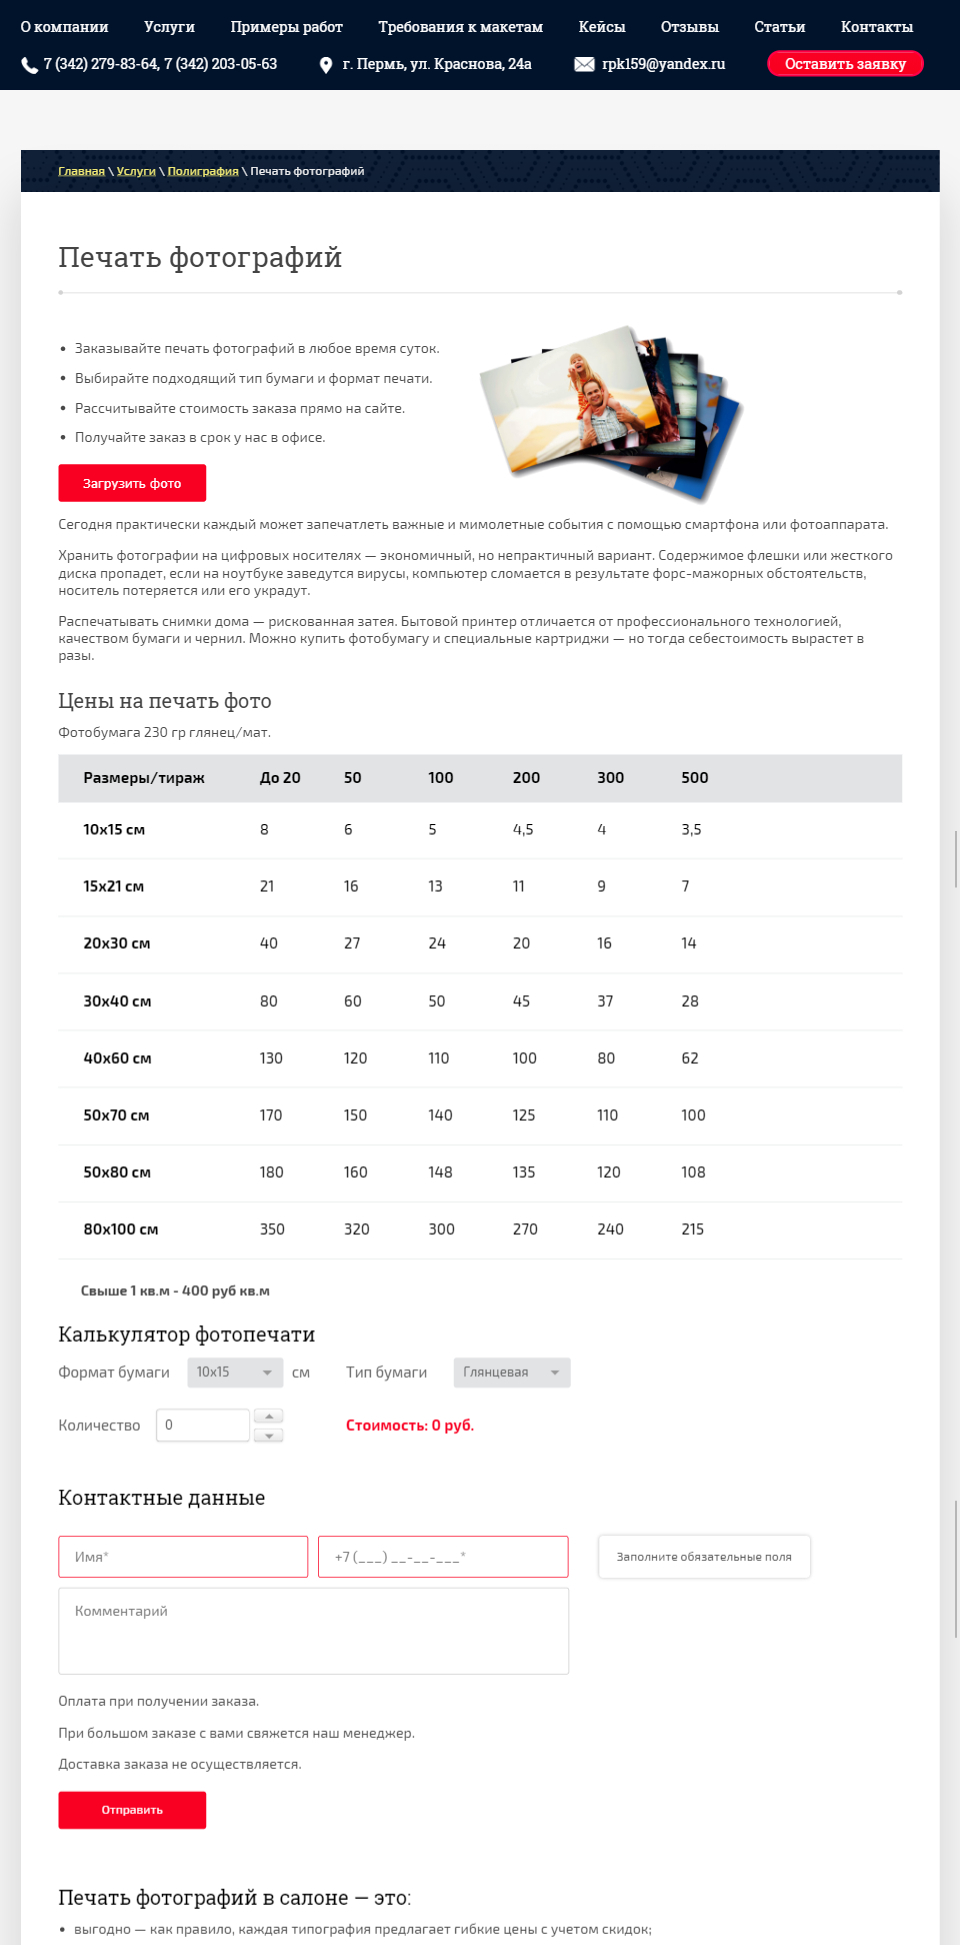 О компании Услуги Примеры работ Требования к макетам Кейсы Отзывы Статьи Контакты
7 (342) 279-83-64, 7 (342) 203-05-63 г. Пермь, ул. Краснова, 24а rpk159@yandex.ru Оставить заявку
Главная \ Услуги \ Полиграфия \ Печать фотографий
Печать фотографий
• Заказывайте печать фотографий в любое время суток.
• Выбирайте подходящий тип бумаги и формат печати.
• Рассчитывайте стоимость заказа прямо на сайте.
• Получайте заказ в срок у нас в офисе.
Загрузить фото
Сегодня практически каждый может запечатлеть важные и мимолетные события с помощью смартфона или фотоаппарата.
Хранить фотографии на цифровых носителях — экономичный, но непрактичный вариант. Содержимое флешки или жесткого
диска пропадет, если на ноутбуке заведутся вирусы, компьютер сломается в результате форс-мажорных обстоятельств,
носитель потеряется или его украдут.
Распечатывать снимки дома — рискованная затея. Бытовой принтер отличается от профессионального технологией,
качеством бумаги и чернил. Можно купить фотобумагу и специальные картриджи — но тогда себестоимость вырастет в
разы.
Цены на печать фото
Фотобумага 230 гр глянец/мат.
Размеры/тираж До 20 50 100 200 300 500
10x15 см 8 6 5 4,5 4 3,5
15x21 см 21 16 13 11 9 7
20x30 см 40 27 24 20 16 14
30x40 см 80 60 50 45 37 28
40x60 см 130 120 110 100 80 62
50x70 см 170 150 140 125 110 100
50x80 см 180 160 148 135 120 108
80x100 см 350 320 300 270 240 215
Свыше 1 кв.м - 400 руб кв.м
Калькулятор фотопечати
Формат бумаги 10x15 см Тип бумаги Глянцевая
Количество 0 Стоимость: 0 руб.
Контактные данные
Имя* +7 (___) __-__-___* Заполните обязательные поля
Комментарий
Оплата при получении заказа.
При большом заказе с вами свяжется наш менеджер.
Доставка заказа не осуществляется.
Отправить
Печать фотографий в салоне — это:
• выгодно — как правило, каждая типография предлагает гибкие цены с учетом скидок;